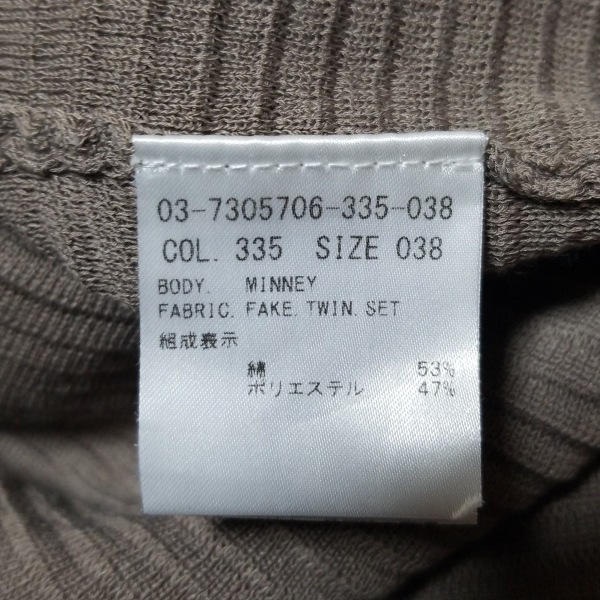 03-7305706-335-038
COL. 335 SIZE 038
BODY. MINNEY
FABRIC. FAKE. TWIN. SET
組成表示
綿 53%
ポリエステル 47%